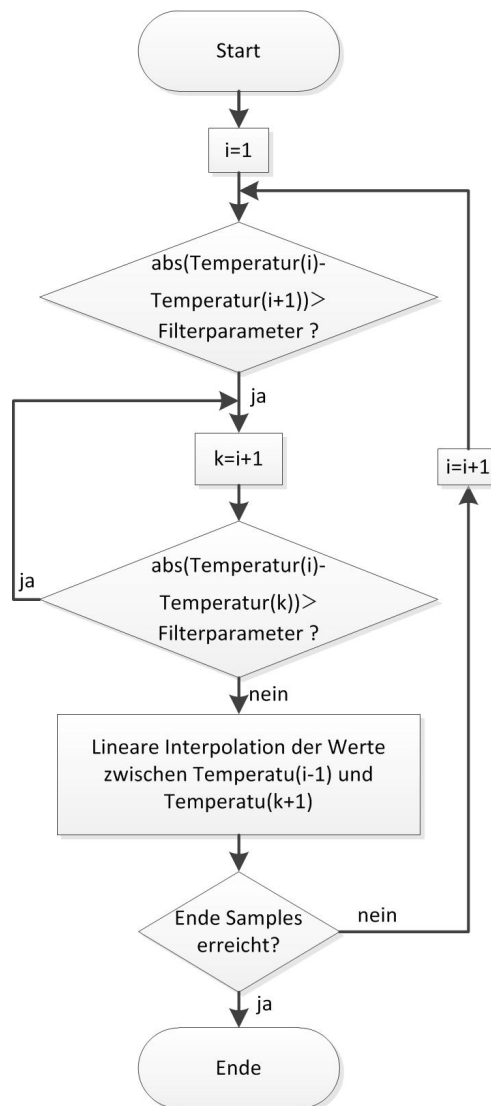 Start
i=1
abs(Temperatur(i)-
Temperatur(i+1))>
Filterparameter ?
ja
k=i+1
i=i+1
abs(Temperatur(i)-
Temperatur(k))>
Filterparameter ?
ja
nein
Lineare Interpolation der Werte
zwischen Temperatu(i-1) und
Temperatu(k+1)
Ende Samples
erreicht?
nein
ja
Ende